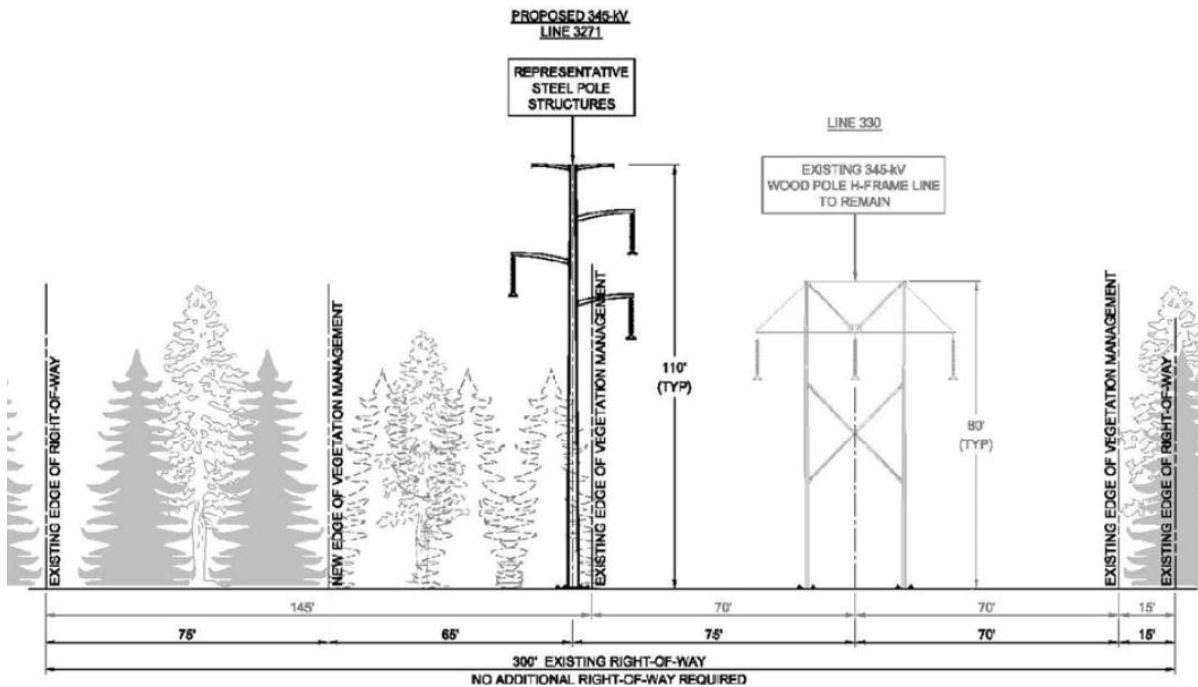 PROPOSED 345-kV
LINE 3271
REPRESENTATIVE
STEEL POLE
STRUCTURES
LINE 330
EXISTING 345-kV
WOOD POLE H-FRAME LINE
TO REMAIN
EXISTING EDGE OF RIGHT-OF-WAY
NEW EDGE OF VEGETATION MANAGEMENT
EXISTING EDGE OF VEGETATION MANAGEMENT
110'
(TYP)
80'
(TYP)
EXISTING EDGE OF VEGETATION MANAGEMENT
EXISTING EDGE OF RIGHT-OF-WAY
145' 70' 70' 15'
75' 65' 75' 70' 15'
300' EXISTING RIGHT-OF-WAY
NO ADDITIONAL RIGHT-OF-WAY REQUIRED